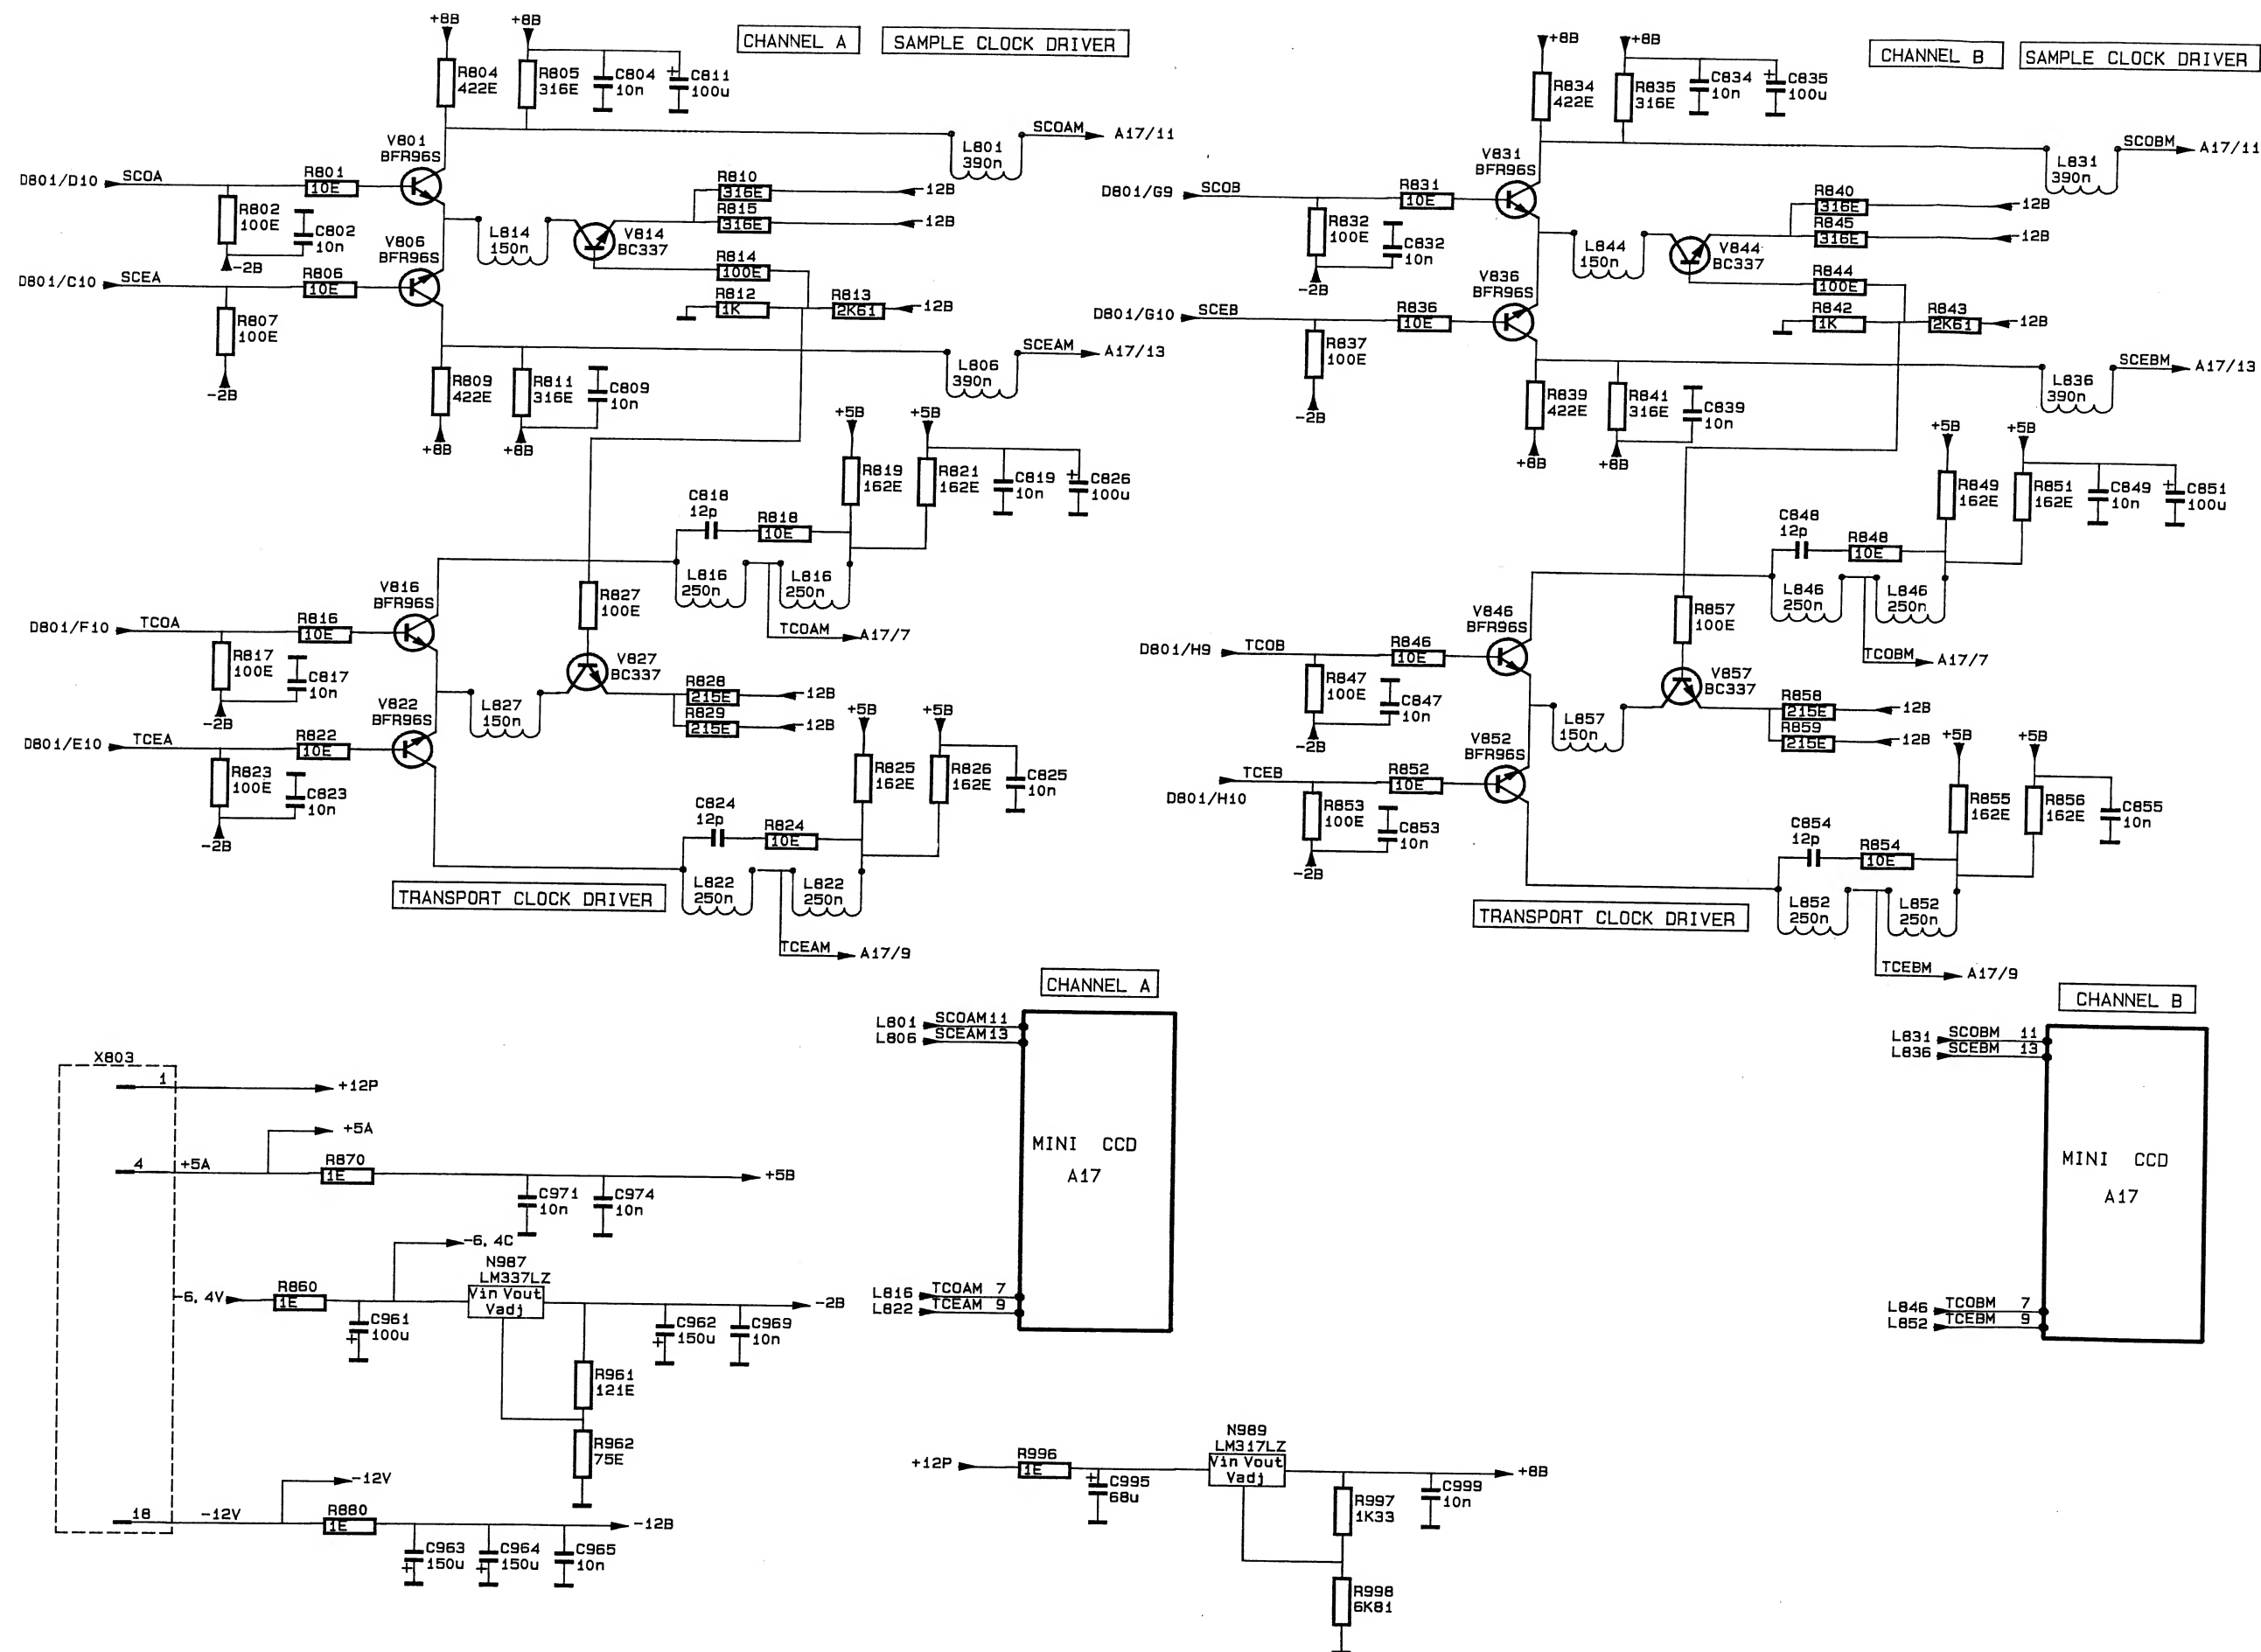 CHANNEL A
SAMPLE CLOCK DRIVER
+8B
+8B
R804
422E
R805
316E
C804
10n
+
C811
100u
V801
BFR96S
L801
390n
SCOAM
A17/11
D801/D10
SCOA
R801
10E
R802
100E
C802
10n
-2B
V806
BFR96S
L814
150n
V814
BC337
R810
316E
-12B
R815
316E
-12B
R814
100E
R812
1K
R813
2K61
-12B
D801/C10
SCEA
R806
10E
R807
100E
-2B
L806
390n
SCEAM
A17/13
R809
422E
R811
316E
C809
10n
+8B
+8B
+5B
+5B
R819
162E
R821
162E
C819
10n
+
C826
100u
C818
12p
R818
10E
L816
250n
L816
250n
TCOAM
A17/7
V816
BFR96S
R827
100E
D801/F10
TCOA
R816
10E
R817
100E
C817
10n
-2B
V822
BFR96S
L827
150n
V827
BC337
R828
215E
-12B
R829
215E
-12B
D801/E10
TCEA
R822
10E
R823
100E
C823
10n
-2B
+5B
+5B
R825
162E
R826
162E
C825
10n
C824
12p
R824
10E
L822
250n
L822
250n
TRANSPORT CLOCK DRIVER
TCEAM
A17/9
CHANNEL B
SAMPLE CLOCK DRIVER
+8B
+8B
R834
422E
R835
316E
C834
10n
+
C835
100u
V831
BFR96S
L831
390n
SCOBM
A17/11
D801/G9
SCOB
R831
10E
R832
100E
C832
10n
-2B
V836
BFR96S
L844
150n
V844
BC337
R840
316E
-12B
R845
316E
-12B
R844
100E
R842
1K
R843
2K61
-12B
D801/G10
SCEB
R836
10E
R837
100E
-2B
L836
390n
SCEBM
A17/13
R839
422E
R841
316E
C839
10n
+8B
+8B
+5B
+5B
R849
162E
R851
162E
C849
10n
+
C851
100u
C848
12p
R848
10E
L846
250n
L846
250n
TCOBM
A17/7
V846
BFR96S
R857
100E
D801/H9
TCOB
R846
10E
R847
100E
C847
10n
-2B
V852
BFR96S
L857
150n
V857
BC337
R858
215E
-12B
R859
215E
-12B
TCEB
D801/H10
R852
10E
R853
100E
C853
10n
-2B
+5B
+5B
R855
162E
R856
162E
C855
10n
C854
12p
R854
10E
L852
250n
L852
250n
TRANSPORT CLOCK DRIVER
TCEBM
A17/9
CHANNEL A
L801 SCOAM 11
L806 SCEAM 13
MINI CCD
A17
L816 TCOAM 7
L822 TCEAM 9
CHANNEL B
L831 SCOBM 11
L836 SCEBM 13
MINI CCD
A17
L846 TCOBM 7
L852 TCEBM 9
X803
1
+12P
+5A
4
+5A
R870
1E
C971
10n
C974
10n
+5B
-6,4C
N987
LM337LZ
Vin Vout
Vadj
-6,4V
R860
1E
+
C961
100u
+
C962
150u
C969
10n
-2B
R961
121E
R962
75E
-12V
18
-12V
R880
1E
+
C963
150u
+
C964
150u
C965
10n
-12B
+12P
R996
1E
+
C995
68u
N989
LM317LZ
Vin Vout
Vadj
R997
1K33
C999
10n
+8B
R998
6K81